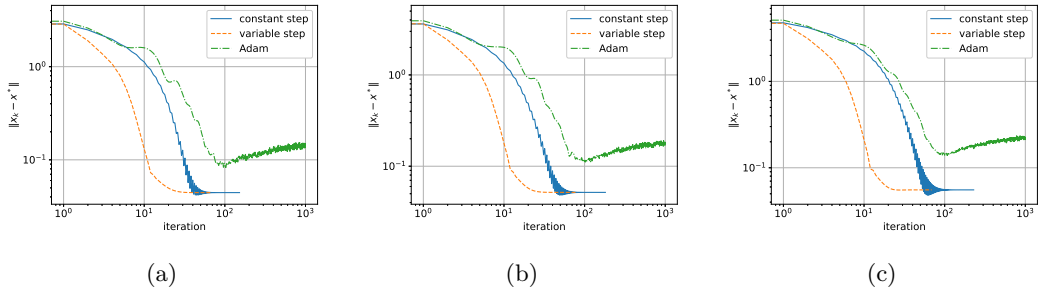 constant step
variable step
Adam
10^0
10^{-1}
‖x_k − x^*‖
10^0
10^1
10^2
10^3
iteration
(a)
constant step
variable step
Adam
10^0
10^{-1}
‖x_k − x^*‖
10^0
10^1
10^2
10^3
iteration
(b)
constant step
variable step
Adam
10^0
10^{-1}
‖x_k − x^*‖
10^0
10^1
10^2
10^3
iteration
(c)